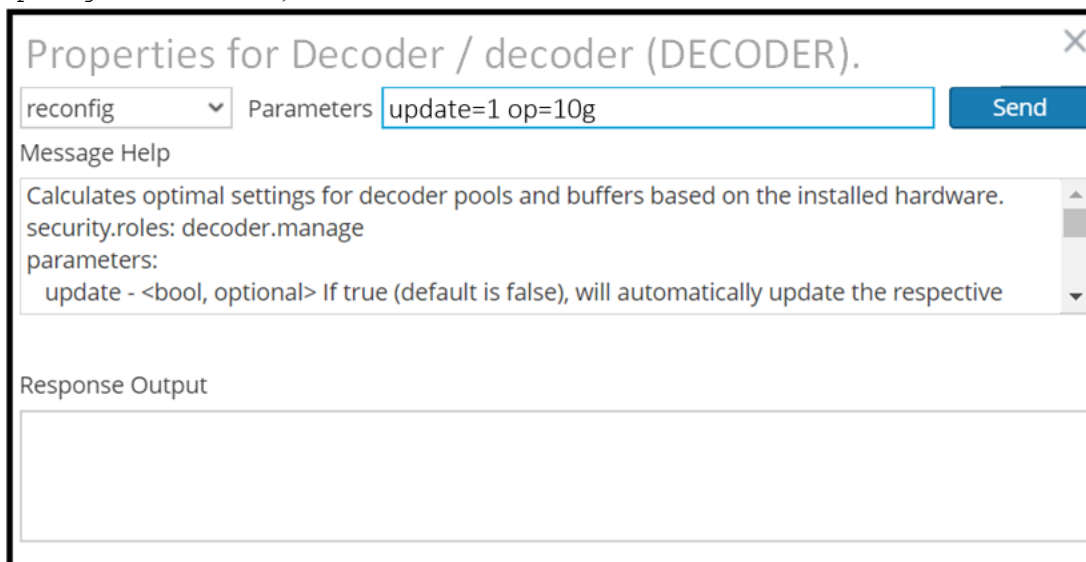 Properties for Decoder / decoder (DECODER).
reconfig Parameters update=1 op=10g Send
Message Help
Calculates optimal settings for decoder pools and buffers based on the installed hardware.
security.roles: decoder.manage
parameters:
update - <bool, optional> If true (default is false), will automatically update the respective
Response Output